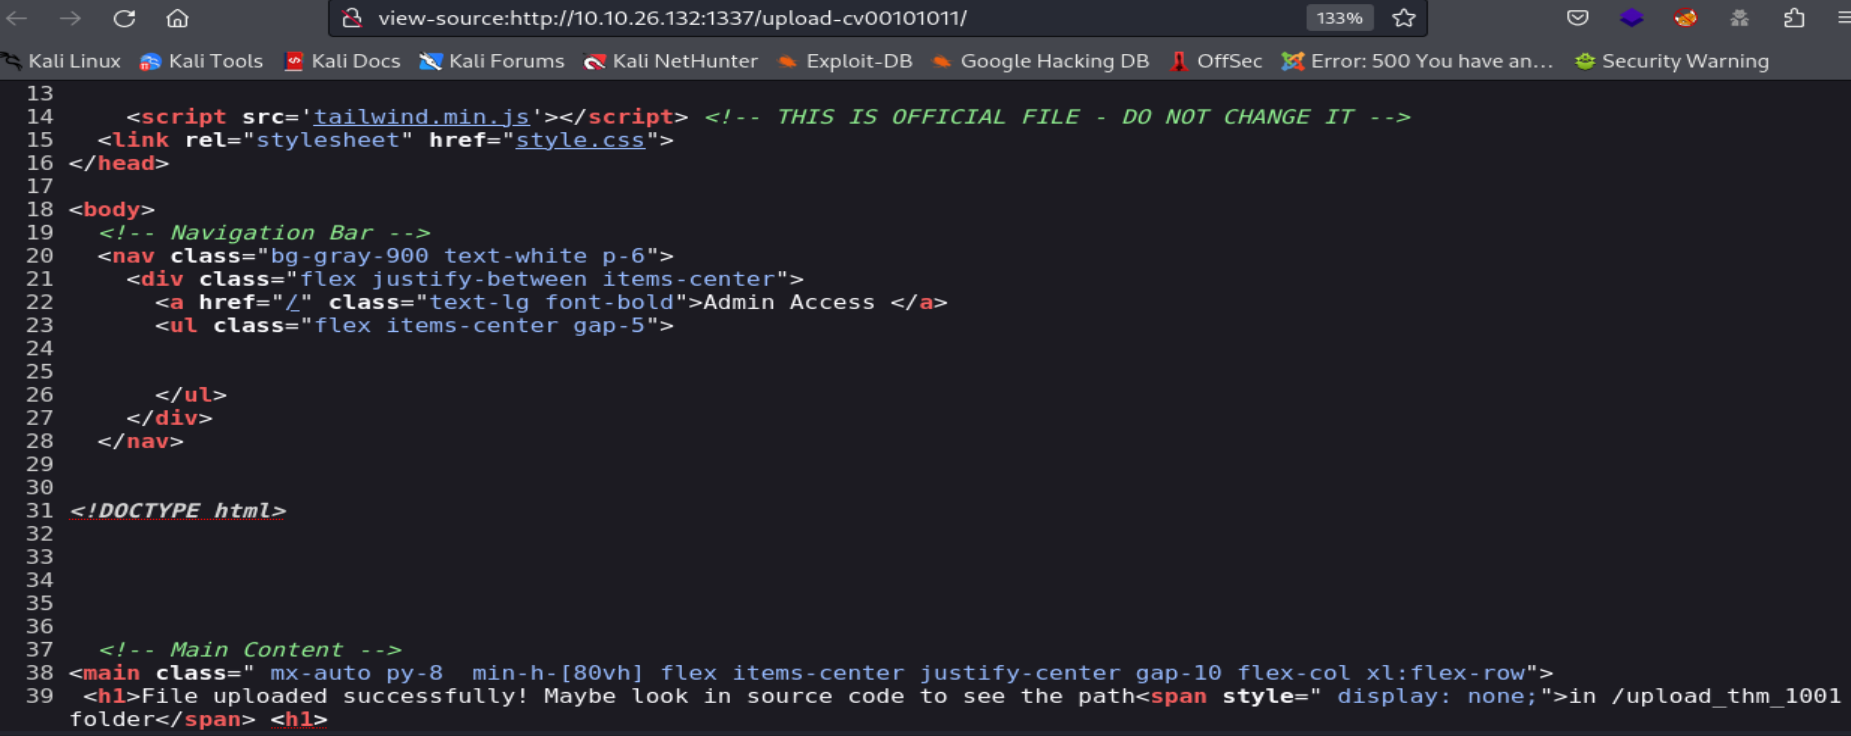 view-source:http://10.10.26.132:1337/upload-cv00101011/ 133%
Kali Linux Kali Tools Kali Docs Kali Forums Kali NetHunter Exploit-DB Google Hacking DB OffSec Error: 500 You have an... Security Warning
13
14 <script src='tailwind.min.js'></script> <!-- THIS IS OFFICIAL FILE - DO NOT CHANGE IT -->
15 <link rel="stylesheet" href="style.css">
16 </head>
17
18 <body>
19 <!-- Navigation Bar -->
20 <nav class="bg-gray-900 text-white p-6">
21 <div class="flex justify-between items-center">
22 <a href="/" class="text-lg font-bold">Admin Access </a>
23 <ul class="flex items-center gap-5">
24
25
26 </ul>
27 </div>
28 </nav>
29
30
31 <!DOCTYPE html>
32
33
34
35
36
37 <!-- Main Content -->
38 <main class=" mx-auto py-8  min-h-[80vh] flex items-center justify-center gap-10 flex-col xl:flex-row">
39 <h1>File uploaded successfully! Maybe look in source code to see the path<span style=" display: none;">in /upload_thm_1001
folder</span> <h1>